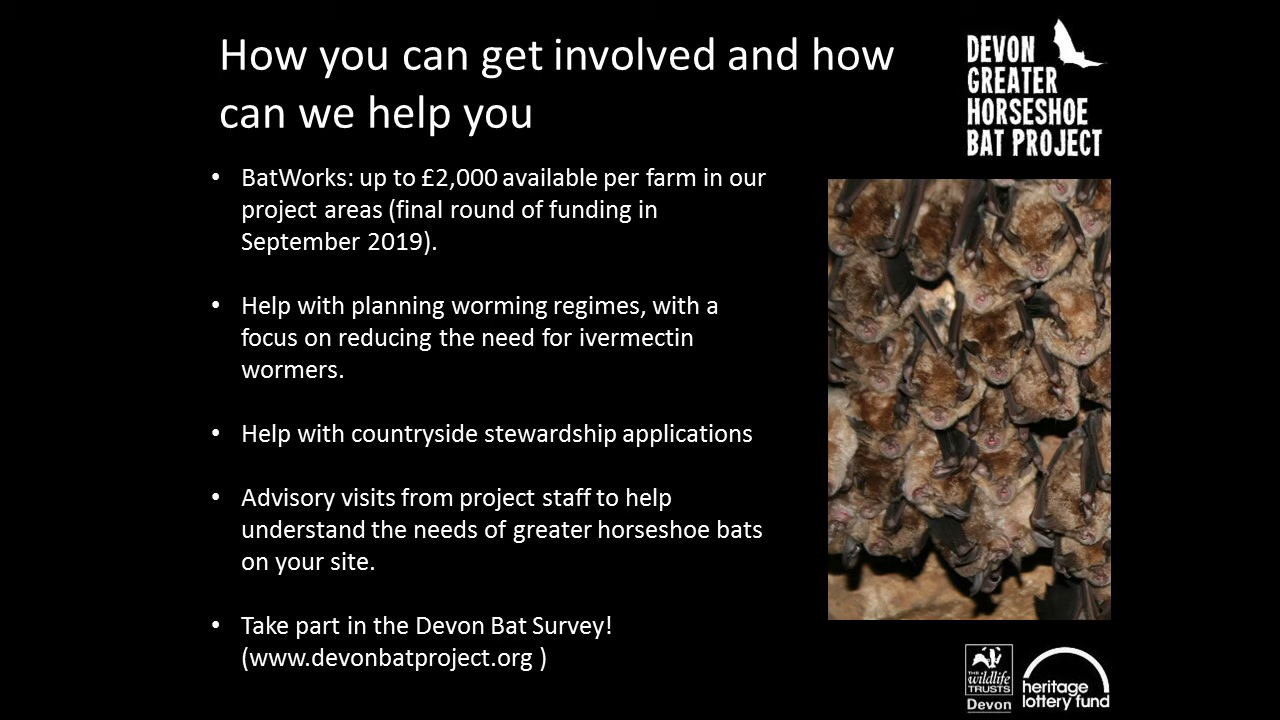 How you can get involved and how
can we help you
DEVON
GREATER
HORSESHOE
BAT PROJECT
• BatWorks: up to £2,000 available per farm in our
project areas (final round of funding in
September 2019).
• Help with planning worming regimes, with a
focus on reducing the need for ivermectin
wormers.
• Help with countryside stewardship applications
• Advisory visits from project staff to help
understand the needs of greater horseshoe bats
on your site.
• Take part in the Devon Bat Survey!
(www.devonbatproject.org )
THE
wildlife
TRUSTS
Devon
heritage
lottery fund